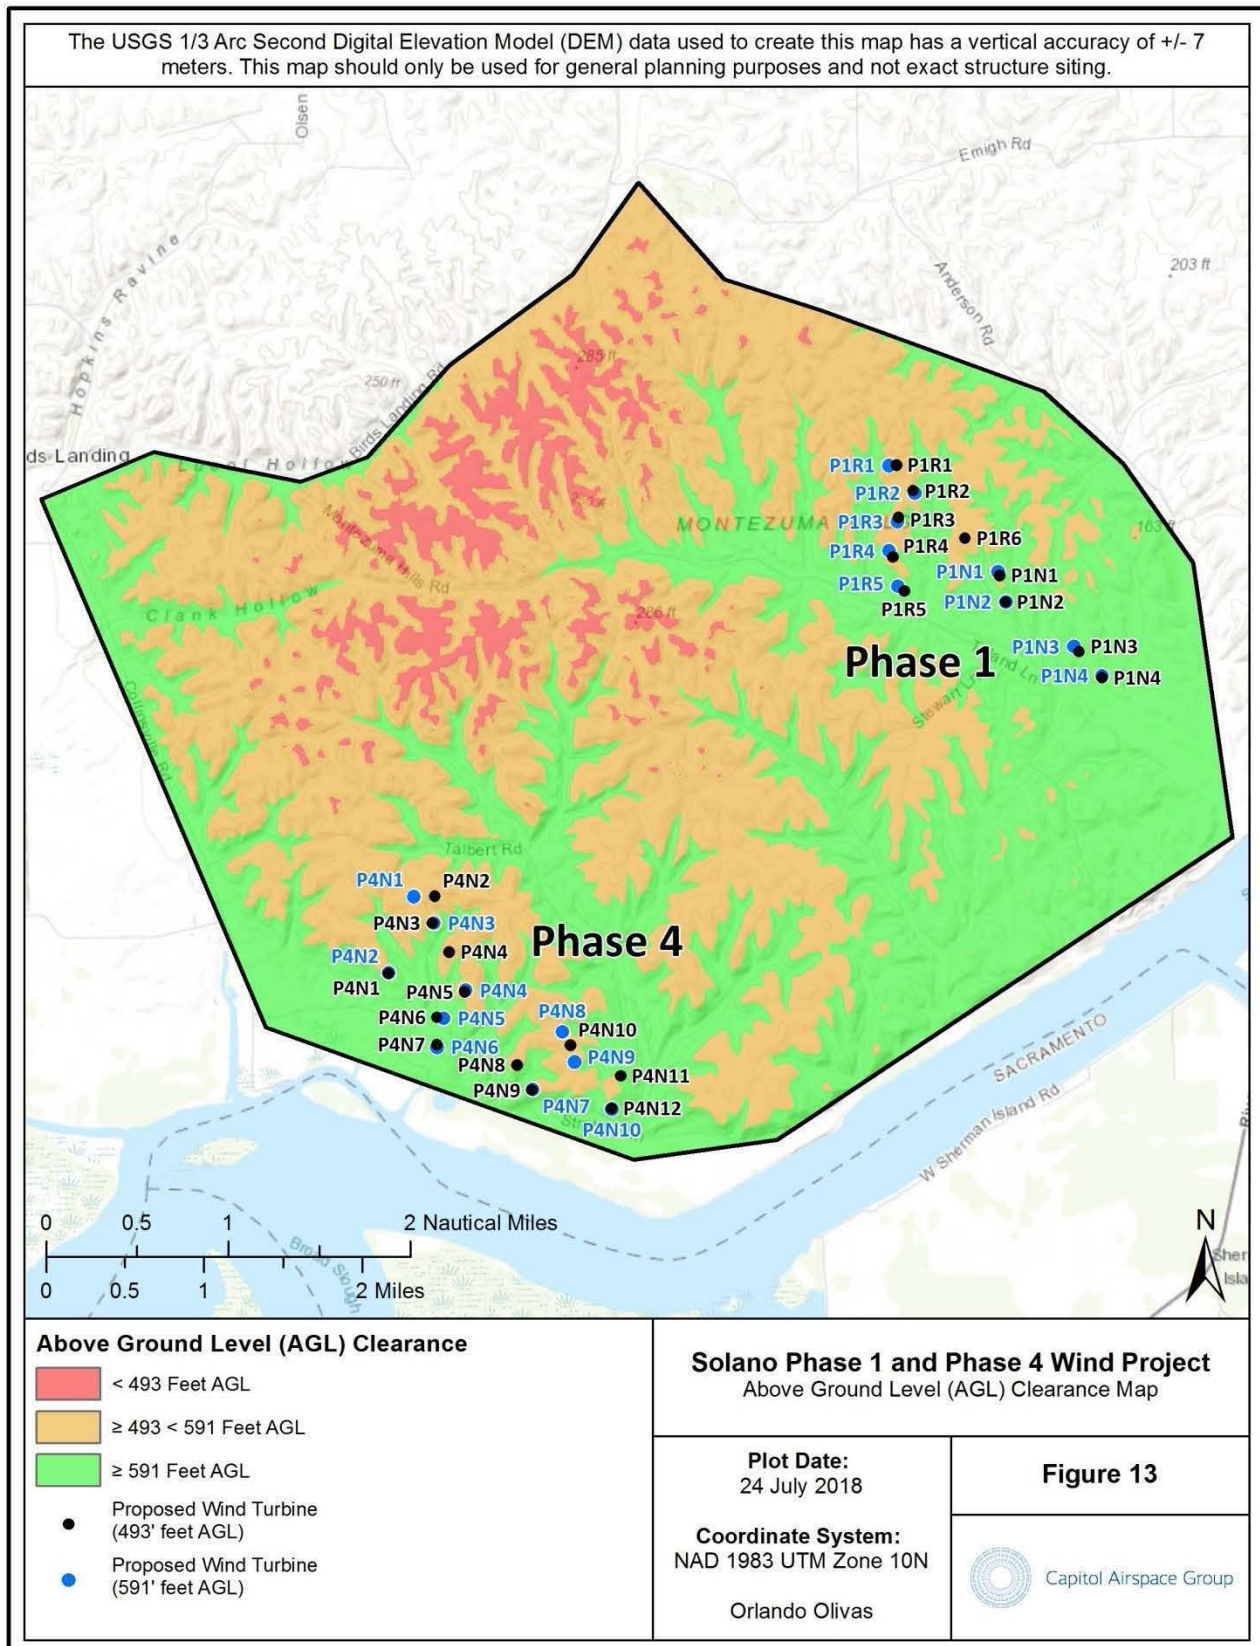 The USGS 1/3 Arc Second Digital Elevation Model (DEM) data used to create this map has a vertical accuracy of +/- 7
meters. This map should only be used for general planning purposes and not exact structure siting.
Olsen
Emigh Rd
Hopkins Ravine
Anderson Rd
203 ft
285 ft
250 ft
Birds Landing Rd
ds Landing
Hollow
P1R1 P1R1
P1R2 P1R2
MONTEZUMA
P1R3 P1R3
163 ft
Montezuma Hills Rd
P1R6
P1R4 P1R4
P1N1 P1N1
P1R5
P1R5
P1N2 P1N2
Clank Hollow
286 ft
P1N3 P1N3
Phase 1
P1N4 P1N4
Stewart Ln
Collinsville Rd
Talbert Rd
P4N1 P4N2
P4N3 P4N3
Phase 4
P4N2
P4N4
P4N1
P4N5 P4N4
P4N8
P4N6 P4N5
P4N10
P4N7 P4N6
P4N9
P4N8
P4N11
P4N9
P4N7
P4N12
P4N10
SACRAMENTO
W Sherman Island Rd
0 0.5 1 2 Nautical Miles
0 0.5 1 2 Miles
Broad Slough
N
Sher
Isla
Above Ground Level (AGL) Clearance
< 493 Feet AGL
≥ 493 < 591 Feet AGL
≥ 591 Feet AGL
Proposed Wind Turbine
(493' feet AGL)
Proposed Wind Turbine
(591' feet AGL)
Solano Phase 1 and Phase 4 Wind Project
Above Ground Level (AGL) Clearance Map
Plot Date:
24 July 2018
Coordinate System:
NAD 1983 UTM Zone 10N
Orlando Olivas
Figure 13
Capitol Airspace Group